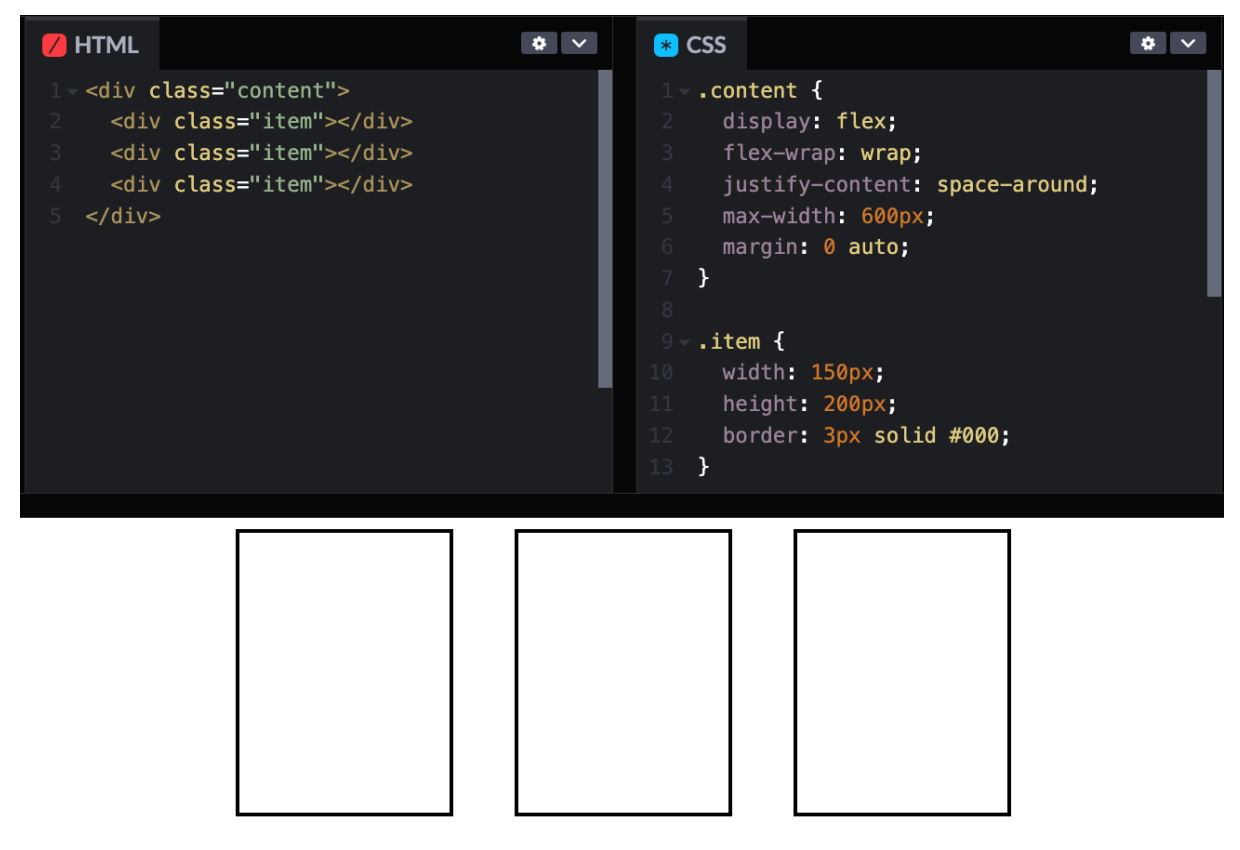 HTML
1 <div class="content">
2   <div class="item"></div>
3   <div class="item"></div>
4   <div class="item"></div>
5 </div>
CSS
1 .content {
2   display: flex;
3   flex-wrap: wrap;
4   justify-content: space-around;
5   max-width: 600px;
6   margin: 0 auto;
7 }
8
9 .item {
10   width: 150px;
11   height: 200px;
12   border: 3px solid #000;
13 }